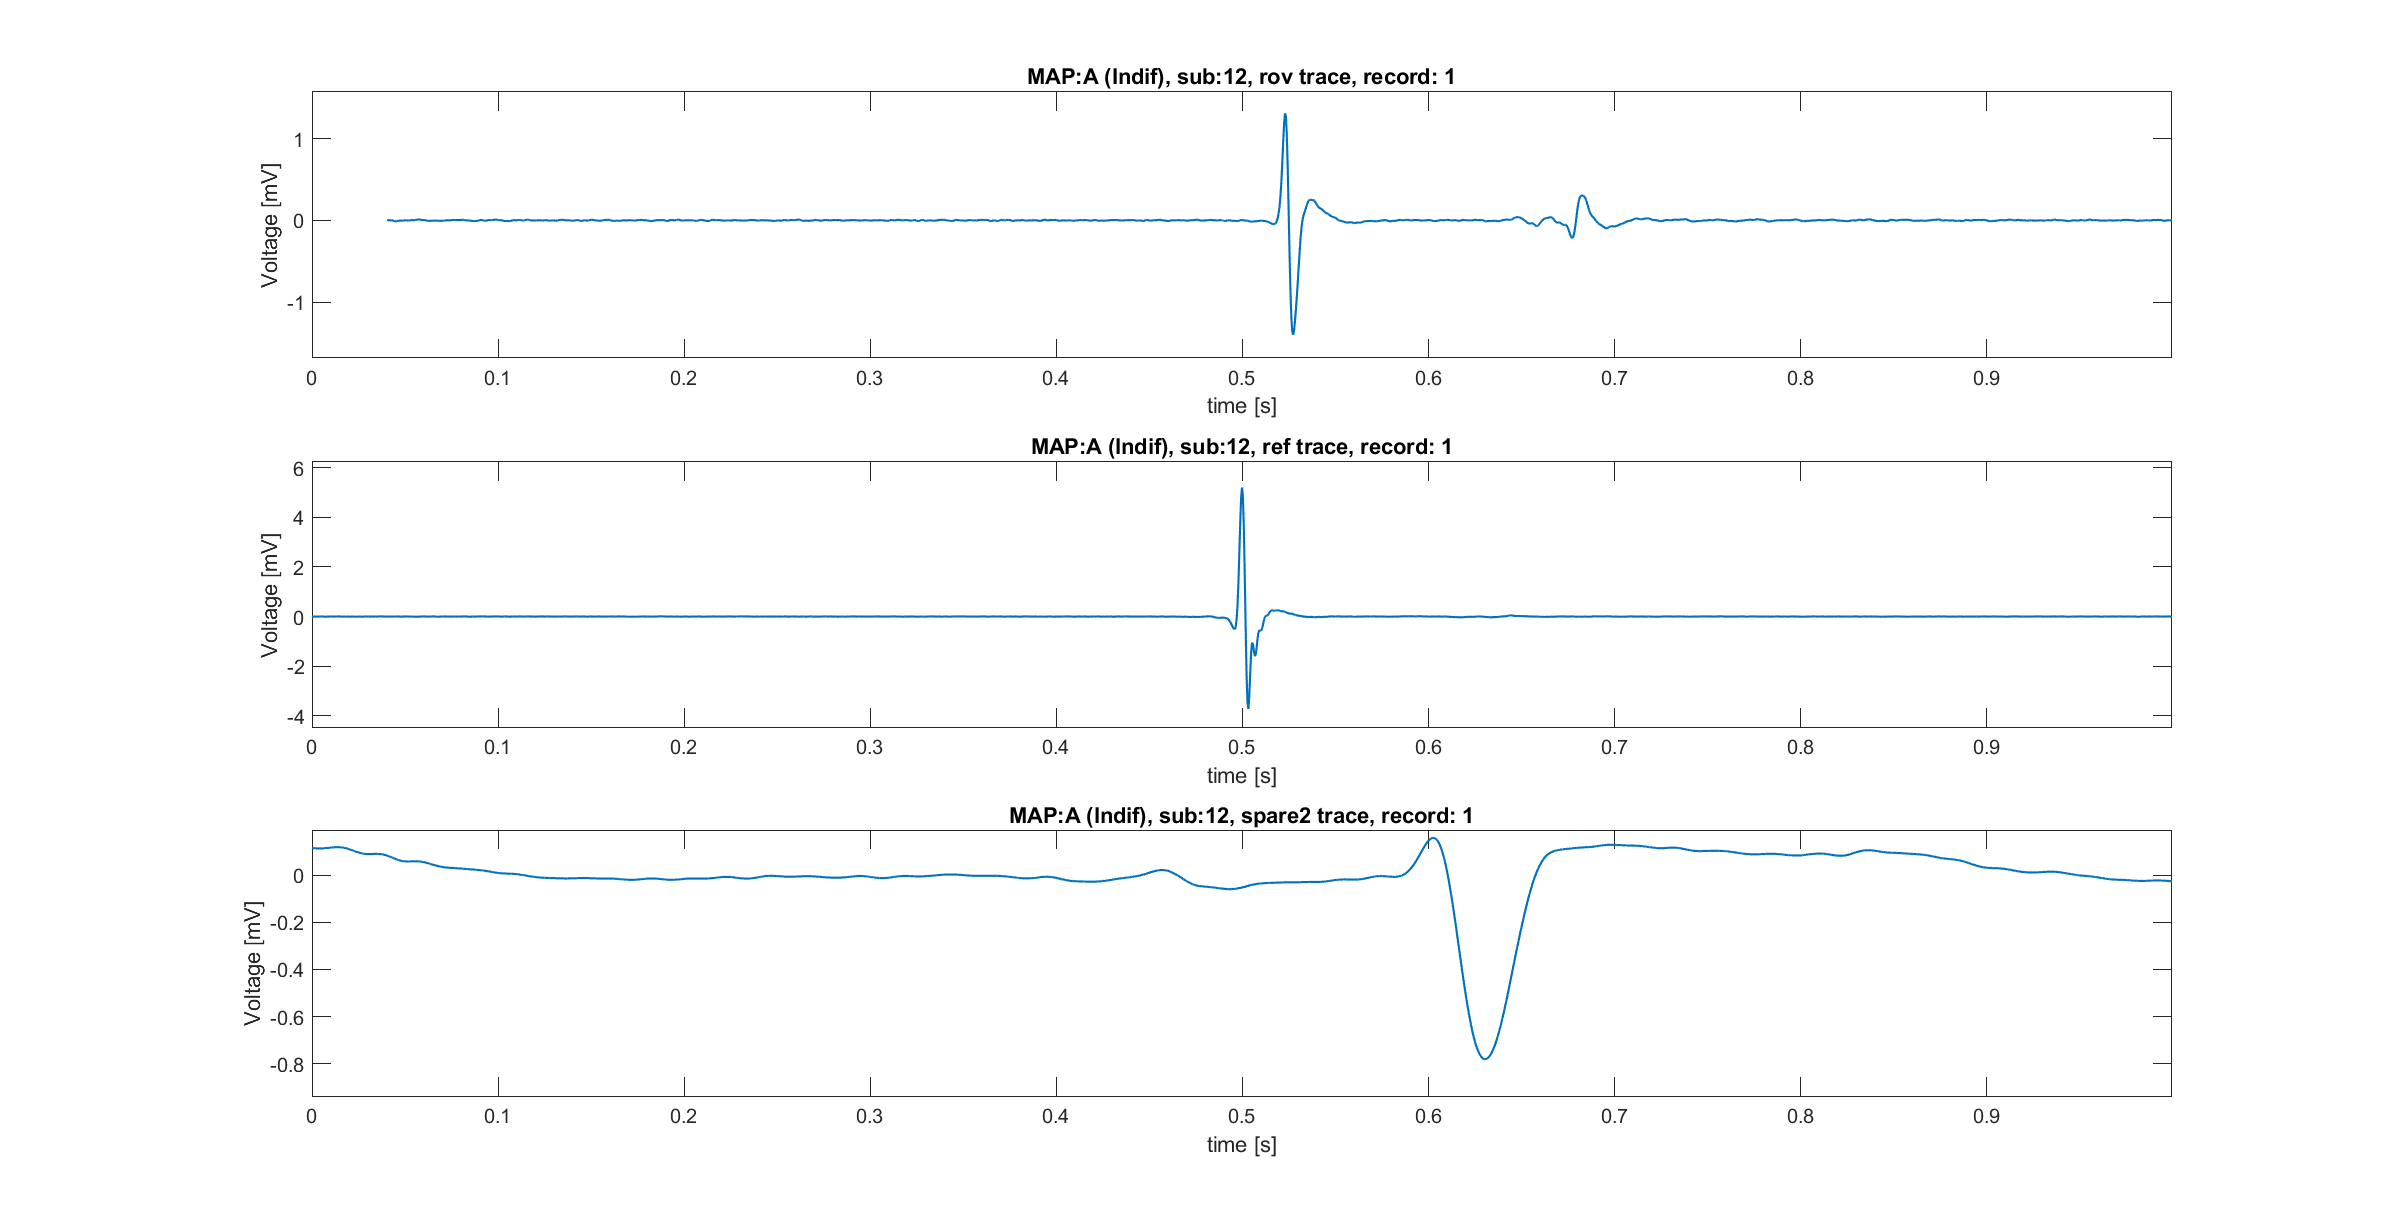 MAP:A (Indif), sub:12, rov trace, record: 1
Voltage [mV]
1
0
-1
0 0.1 0.2 0.3 0.4 0.5 0.6 0.7 0.8 0.9
time [s]
MAP:A (Indif), sub:12, ref trace, record: 1
Voltage [mV]
6
4
2
0
-2
-4
0 0.1 0.2 0.3 0.4 0.5 0.6 0.7 0.8 0.9
time [s]
MAP:A (Indif), sub:12, spare2 trace, record: 1
Voltage [mV]
0
-0.2
-0.4
-0.6
-0.8
0 0.1 0.2 0.3 0.4 0.5 0.6 0.7 0.8 0.9
time [s]